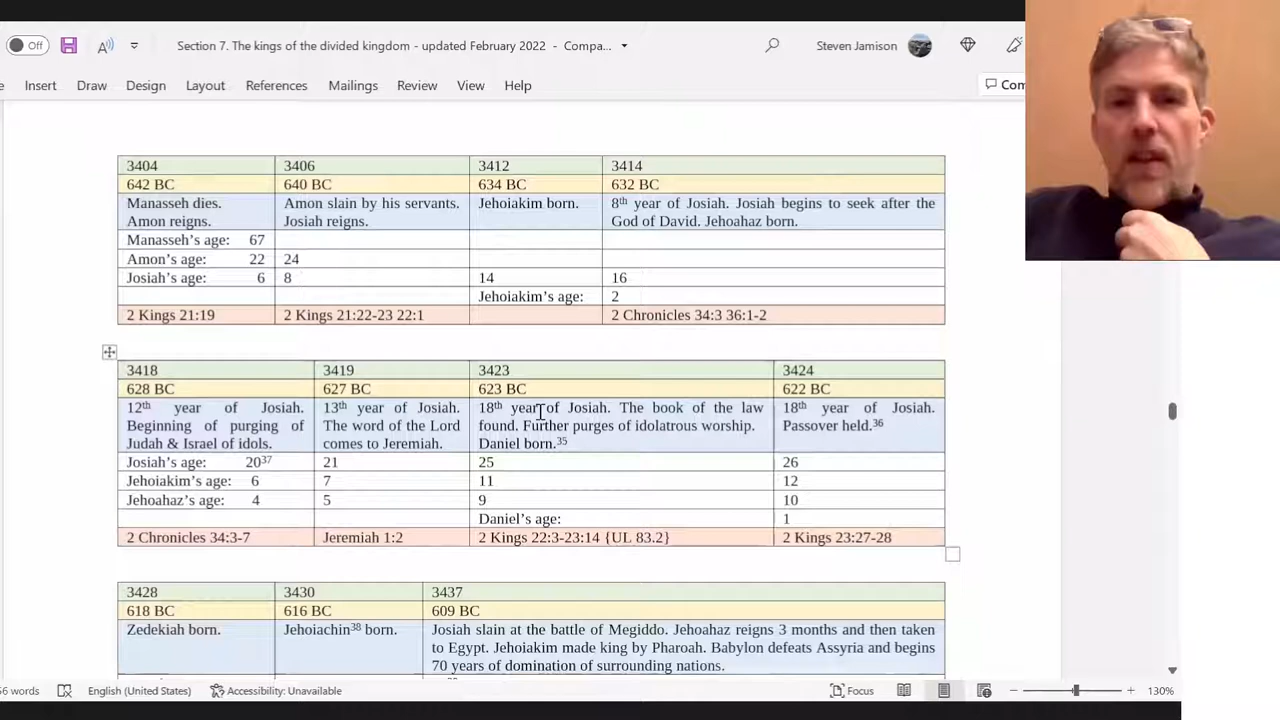 Off
Section 7. The kings of the divided kingdom - updated February 2022 - Compa...
Steven Jamison
Insert Draw Design Layout References Mailings Review View Help
Com
3404 3406 3412 3414
642 BC 640 BC 634 BC 632 BC
Manasseh dies. Amon slain by his servants. Jehoiakim born. 8th year of Josiah. Josiah begins to seek after the
Amon reigns. Josiah reigns. God of David. Jehoahaz born.
Manasseh's age: 67
Amon's age: 22 24
Josiah's age: 6 8 14 16
Jehoiakim's age: 2
2 Kings 21:19 2 Kings 21:22-23 22:1 2 Chronicles 34:3 36:1-2
3418 3419 3423 3424
628 BC 627 BC 623 BC 622 BC
12th year of Josiah. 13th year of Josiah. 18th year of Josiah. The book of the law 18th year of Josiah.
Beginning of purging of The word of the Lord found. Further purges of idolatrous worship. Passover held.36
Judah & Israel of idols. comes to Jeremiah. Daniel born.35
Josiah's age: 2037 21 25 26
Jehoiakim's age: 6 7 11 12
Jehoahaz's age: 4 5 9 10
Daniel's age: 1
2 Chronicles 34:3-7 Jeremiah 1:2 2 Kings 22:3-23:14 {UL 83.2} 2 Kings 23:27-28
3428 3430 3437
618 BC 616 BC 609 BC
Zedekiah born. Jehoiachin38 born. Josiah slain at the battle of Megiddo. Jehoahaz reigns 3 months and then taken
to Egypt. Jehoiakim made king by Pharoah. Babylon defeats Assyria and begins
70 years of domination of surrounding nations.
56 words English (United States) Accessibility: Unavailable Focus 130%